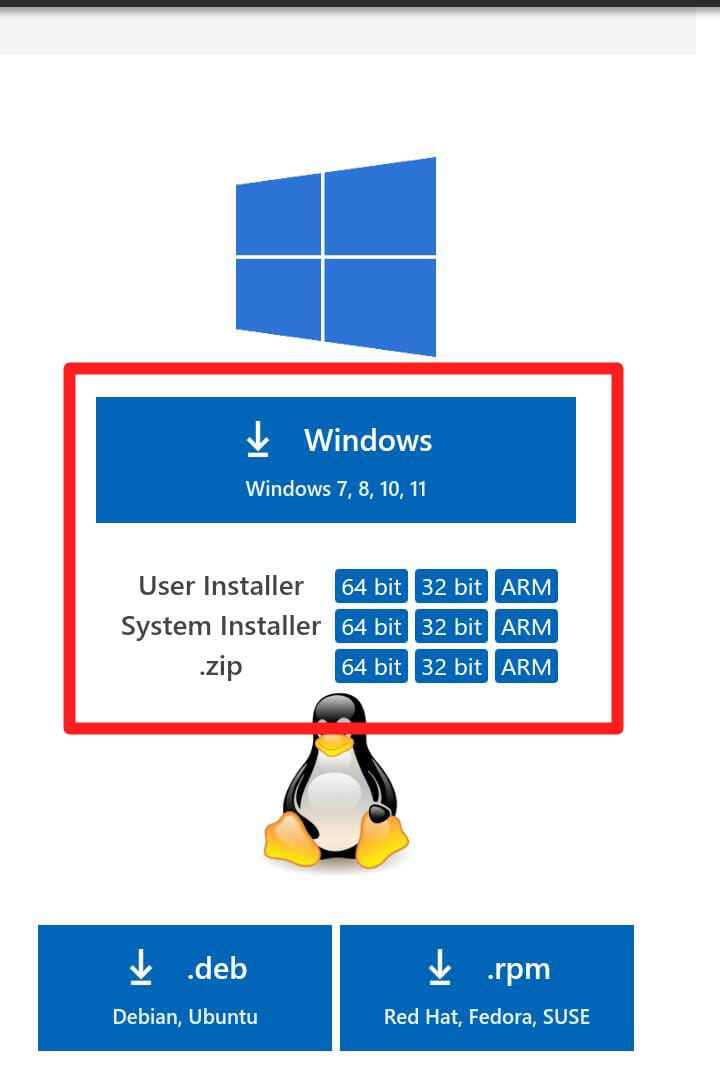 Windows
Windows 7, 8, 10, 11
User Installer 64 bit 32 bit ARM
System Installer 64 bit 32 bit ARM
.zip 64 bit 32 bit ARM
.deb
Debian, Ubuntu
.rpm
Red Hat, Fedora, SUSE